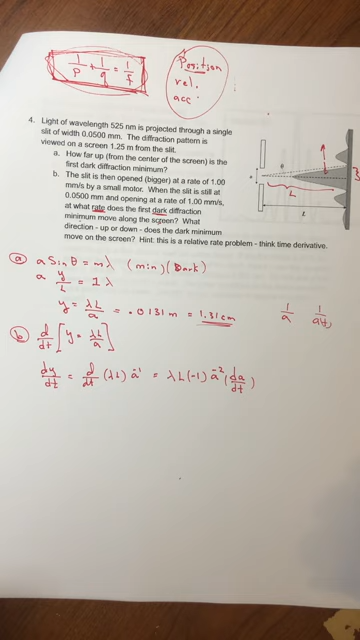 1/p + 1/q = 1/f
Position
rel.
acc.
4. Light of wavelength 525 nm is projected through a single
slit of width 0.0500 mm. The diffraction pattern is
viewed on a screen 1.25 m from the slit.
a. How far up (from the center of the screen) is the
first dark diffraction minimum?
b. The slit is then opened (bigger) at a rate of 1.00
mm/s by a small motor. When the slit is still at
0.0500 mm and opening at a rate of 1.00 mm/s,
at what rate does the first dark diffraction
minimum move along the screen? What
direction - up or down - does the dark minimum
move on the screen? Hint: this is a relative rate problem - think time derivative.
θ
L
ℓ
(a) a Sin θ = mλ (min)(Dark)
a y/L = 1λ
y = λL/a = .0131 m = 1.31 cm
1/a
(b) d/dt [y = λL/a]
dy/dt = d/dt (λL) a⁻¹ = λL(-1) a⁻² (da/dt)